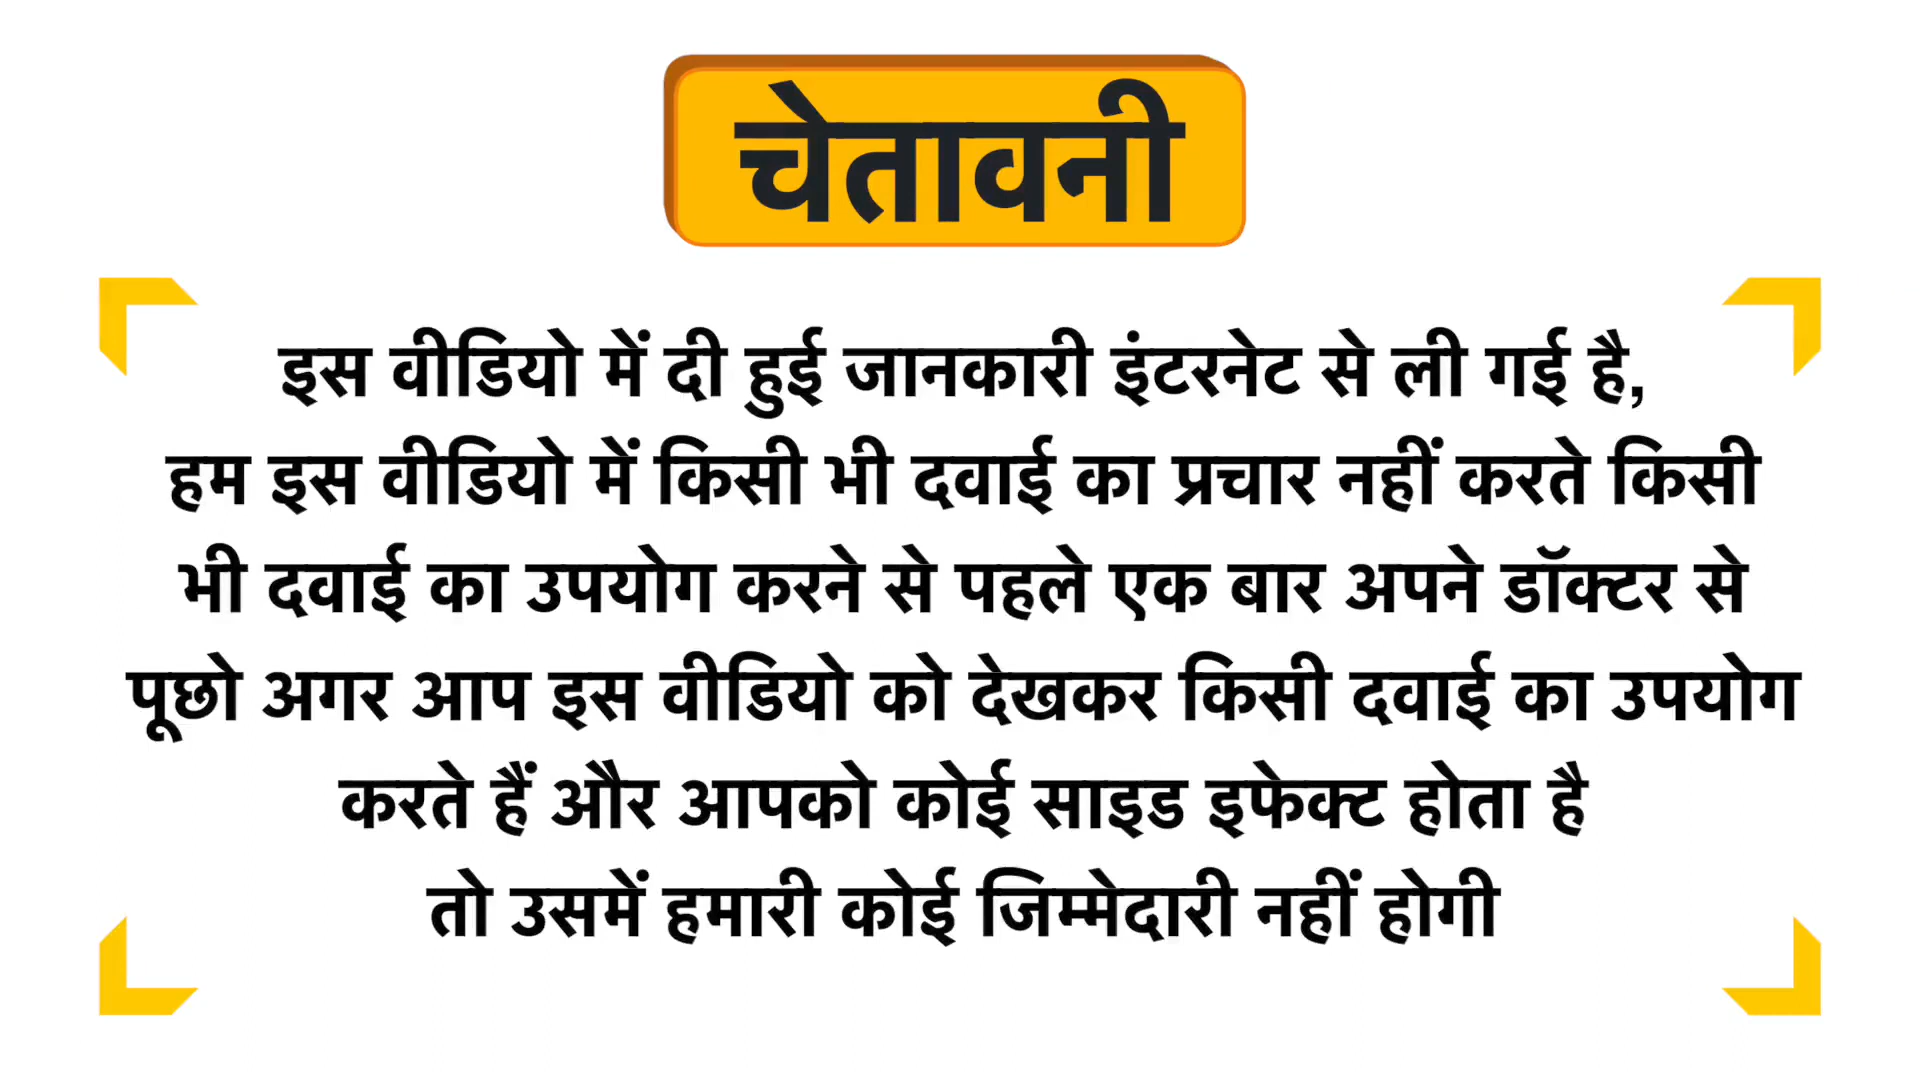 चेतावनी
इस वीडियो में दी हुई जानकारी इंटरनेट से ली गई है,
हम इस वीडियो में किसी भी दवाई का प्रचार नहीं करते किसी
भी दवाई का उपयोग करने से पहले एक बार अपने डॉक्टर से
पूछो अगर आप इस वीडियो को देखकर किसी दवाई का उपयोग
करते हैं और आपको कोई साइड इफेक्ट होता है
तो उसमें हमारी कोई जिम्मेदारी नहीं होगी